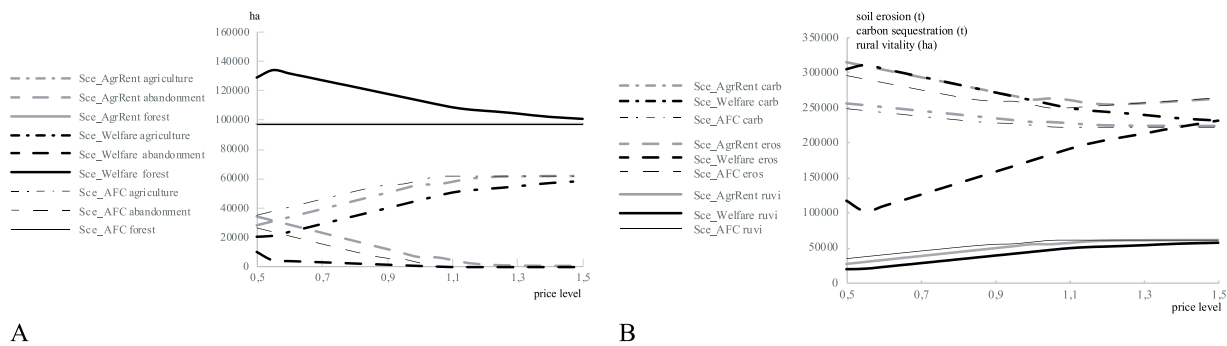 ha
160000
140000
120000
100000
80000
60000
40000
20000
0
0,5 0,7 0,9 1,1 1,3 1,5
price level
Sce_AgrRent agriculture
Sce_AgrRent abandonment
Sce_AgrRent forest
Sce_Welfare agriculture
Sce_Welfare abandonment
Sce_Welfare forest
Sce_AFC agriculture
Sce_AFC abandonment
Sce_AFC forest
A
soil erosion (t)
carbon sequestration (t)
rural vitality (ha)
350000
300000
250000
200000
150000
100000
50000
0
0,5 0,7 0,9 1,1 1,3 1,5
price level
Sce_AgrRent carb
Sce_Welfare carb
Sce_AFC carb
Sce_AgrRent eros
Sce_Welfare eros
Sce_AFC eros
Sce_AgrRent ruvi
Sce_Welfare ruvi
Sce_AFC ruvi
B